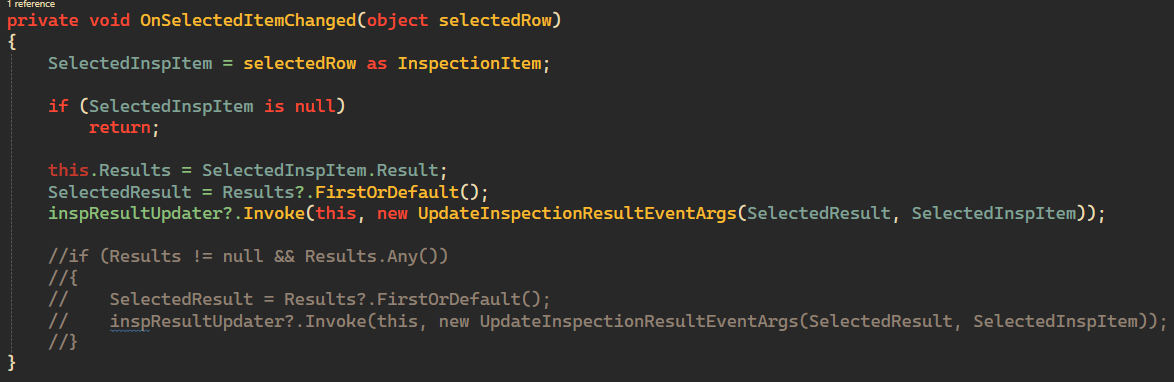 1 reference
private void OnSelectedItemChanged(object selectedRow)
{
    SelectedInspItem = selectedRow as InspectionItem;

    if (SelectedInspItem is null)
        return;

    this.Results = SelectedInspItem.Result;
    SelectedResult = Results?.FirstOrDefault();
    inspResultUpdater?.Invoke(this, new UpdateInspectionResultEventArgs(SelectedResult, SelectedInspItem));

    //if (Results != null && Results.Any())
    //{
    //    SelectedResult = Results?.FirstOrDefault();
    //    inspResultUpdater?.Invoke(this, new UpdateInspectionResultEventArgs(SelectedResult, SelectedInspItem));
    //}
}